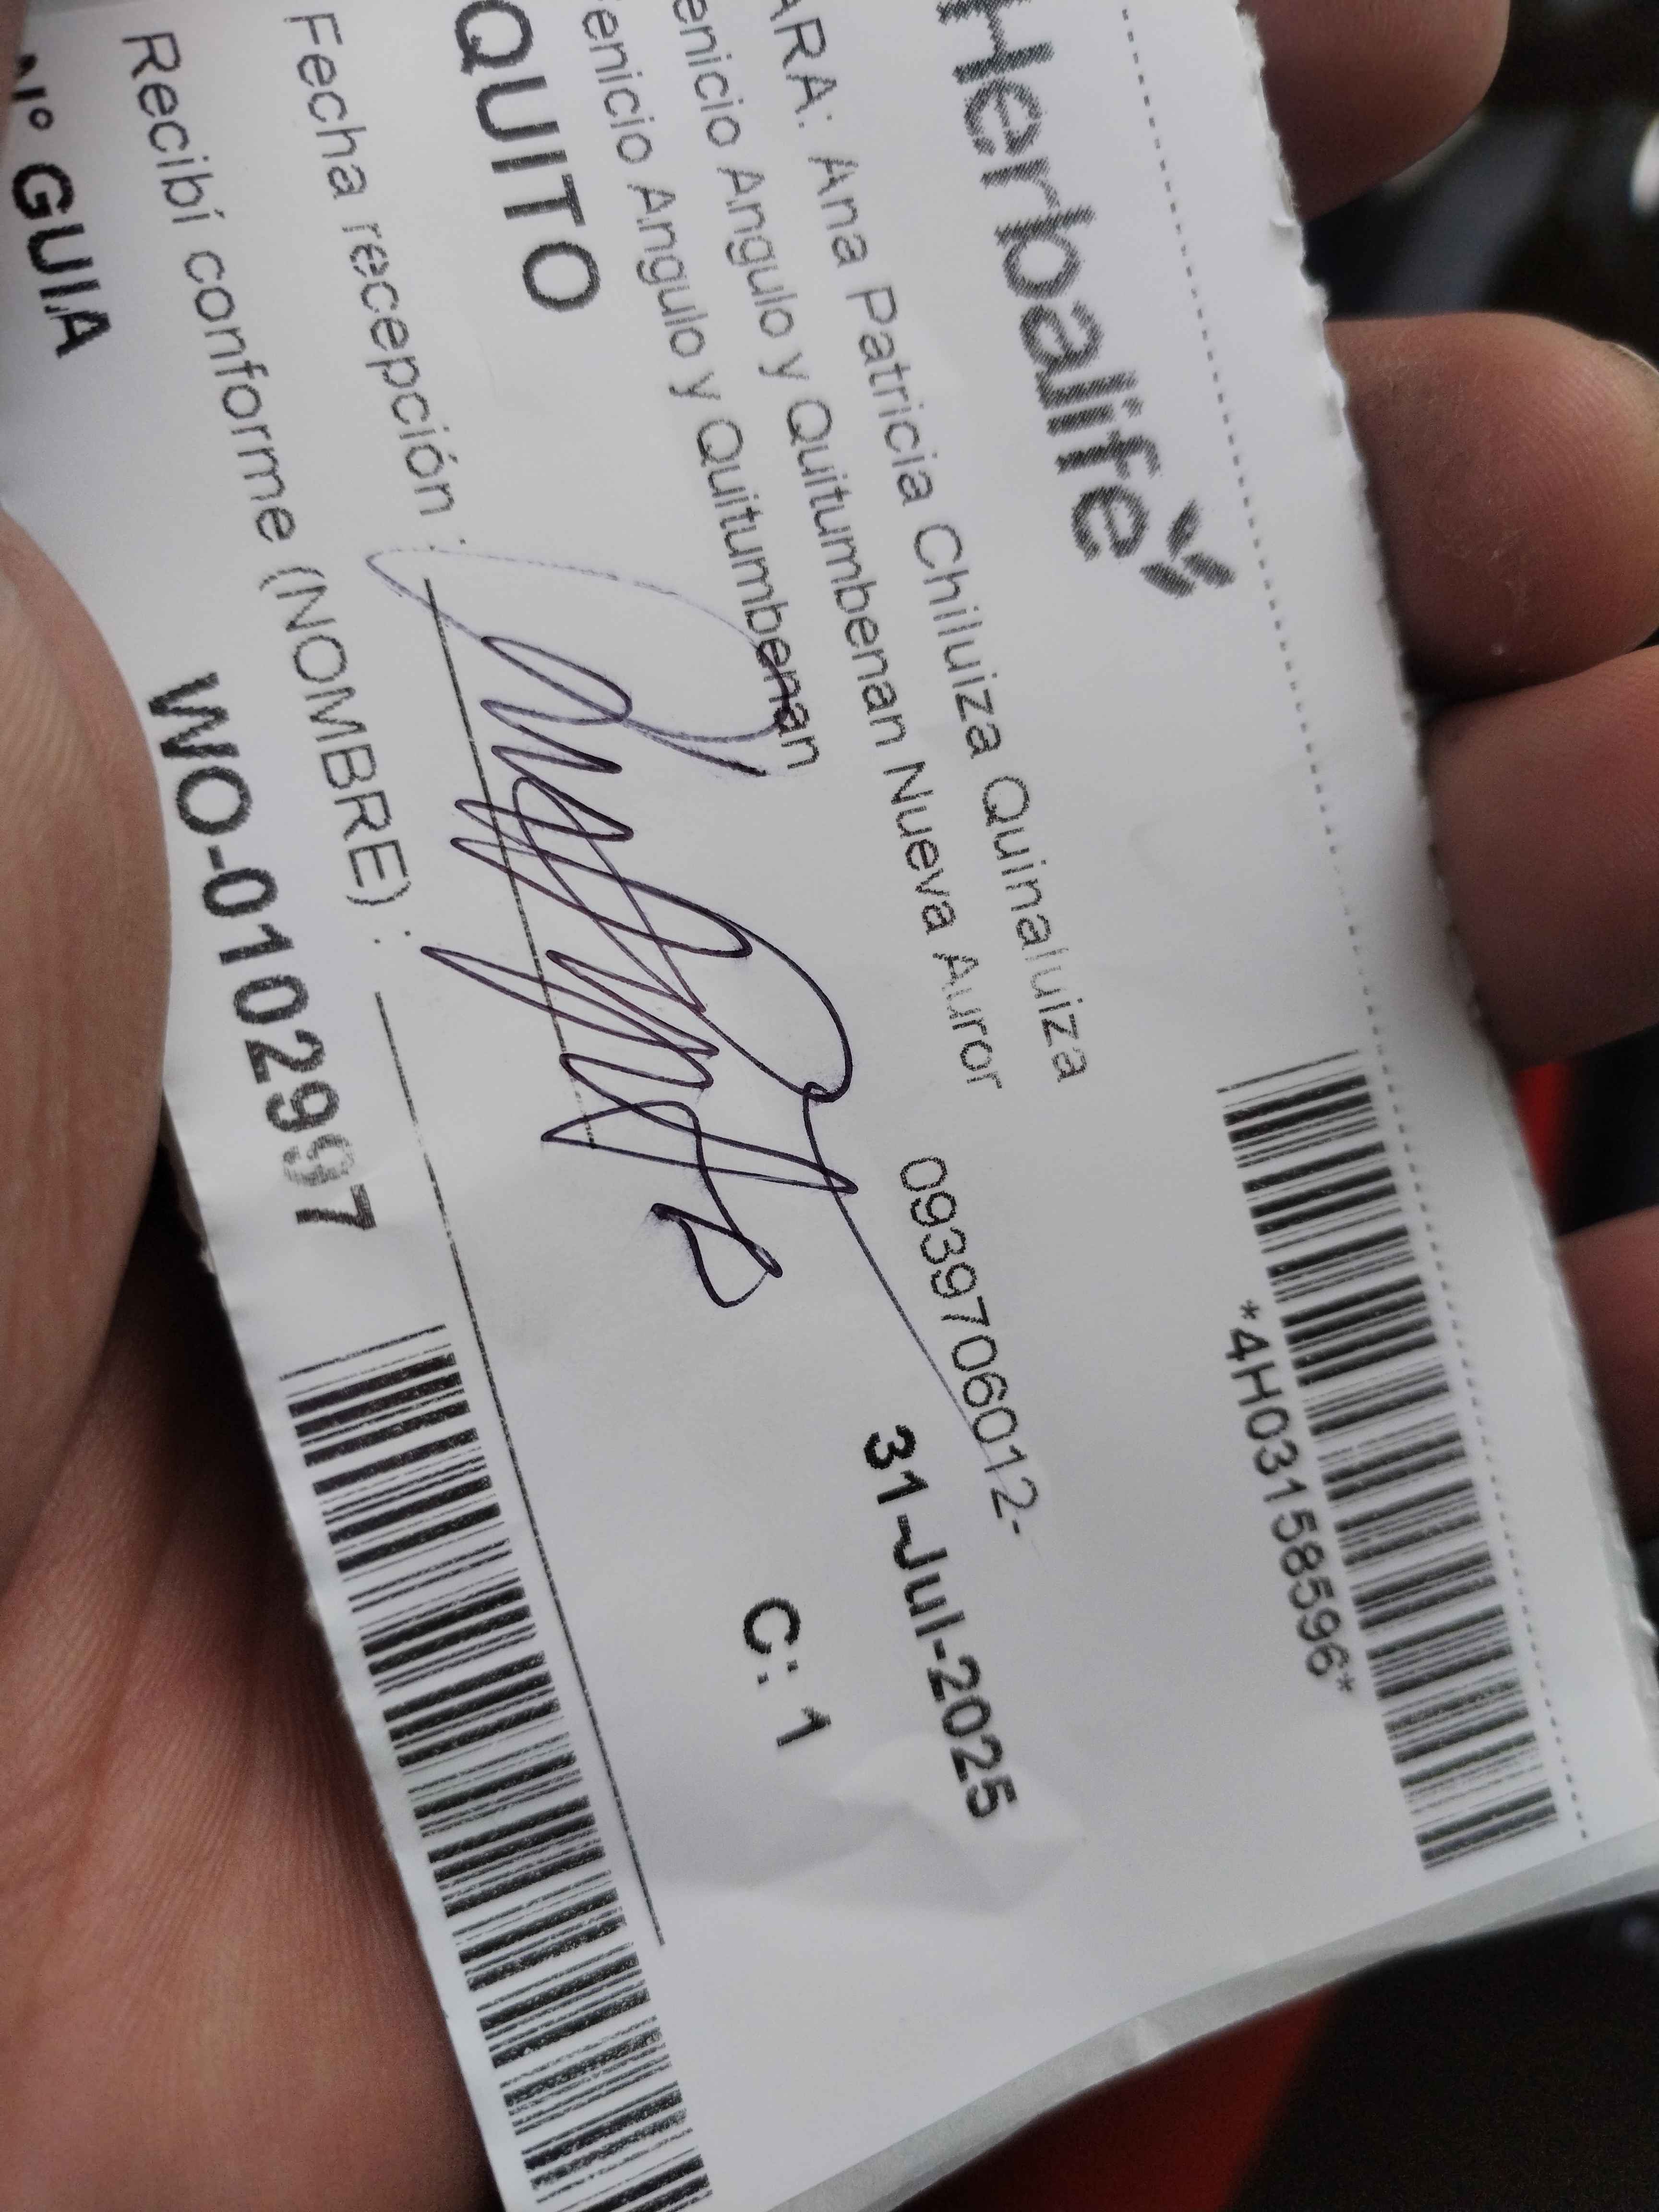 Herbalife
*4H03158596*
ARA: Ana Patricia Chiluiza Quinaluiza
enicio Angulo y Quitumbenan Nueva Auror
enicio Angulo y Quitumbenan
0939706012-
31-Jul-2025
QUITO
C: 1
Fecha recepción :
Recibí conforme (NOMBRE) :
N° GUIA
WO-0102997